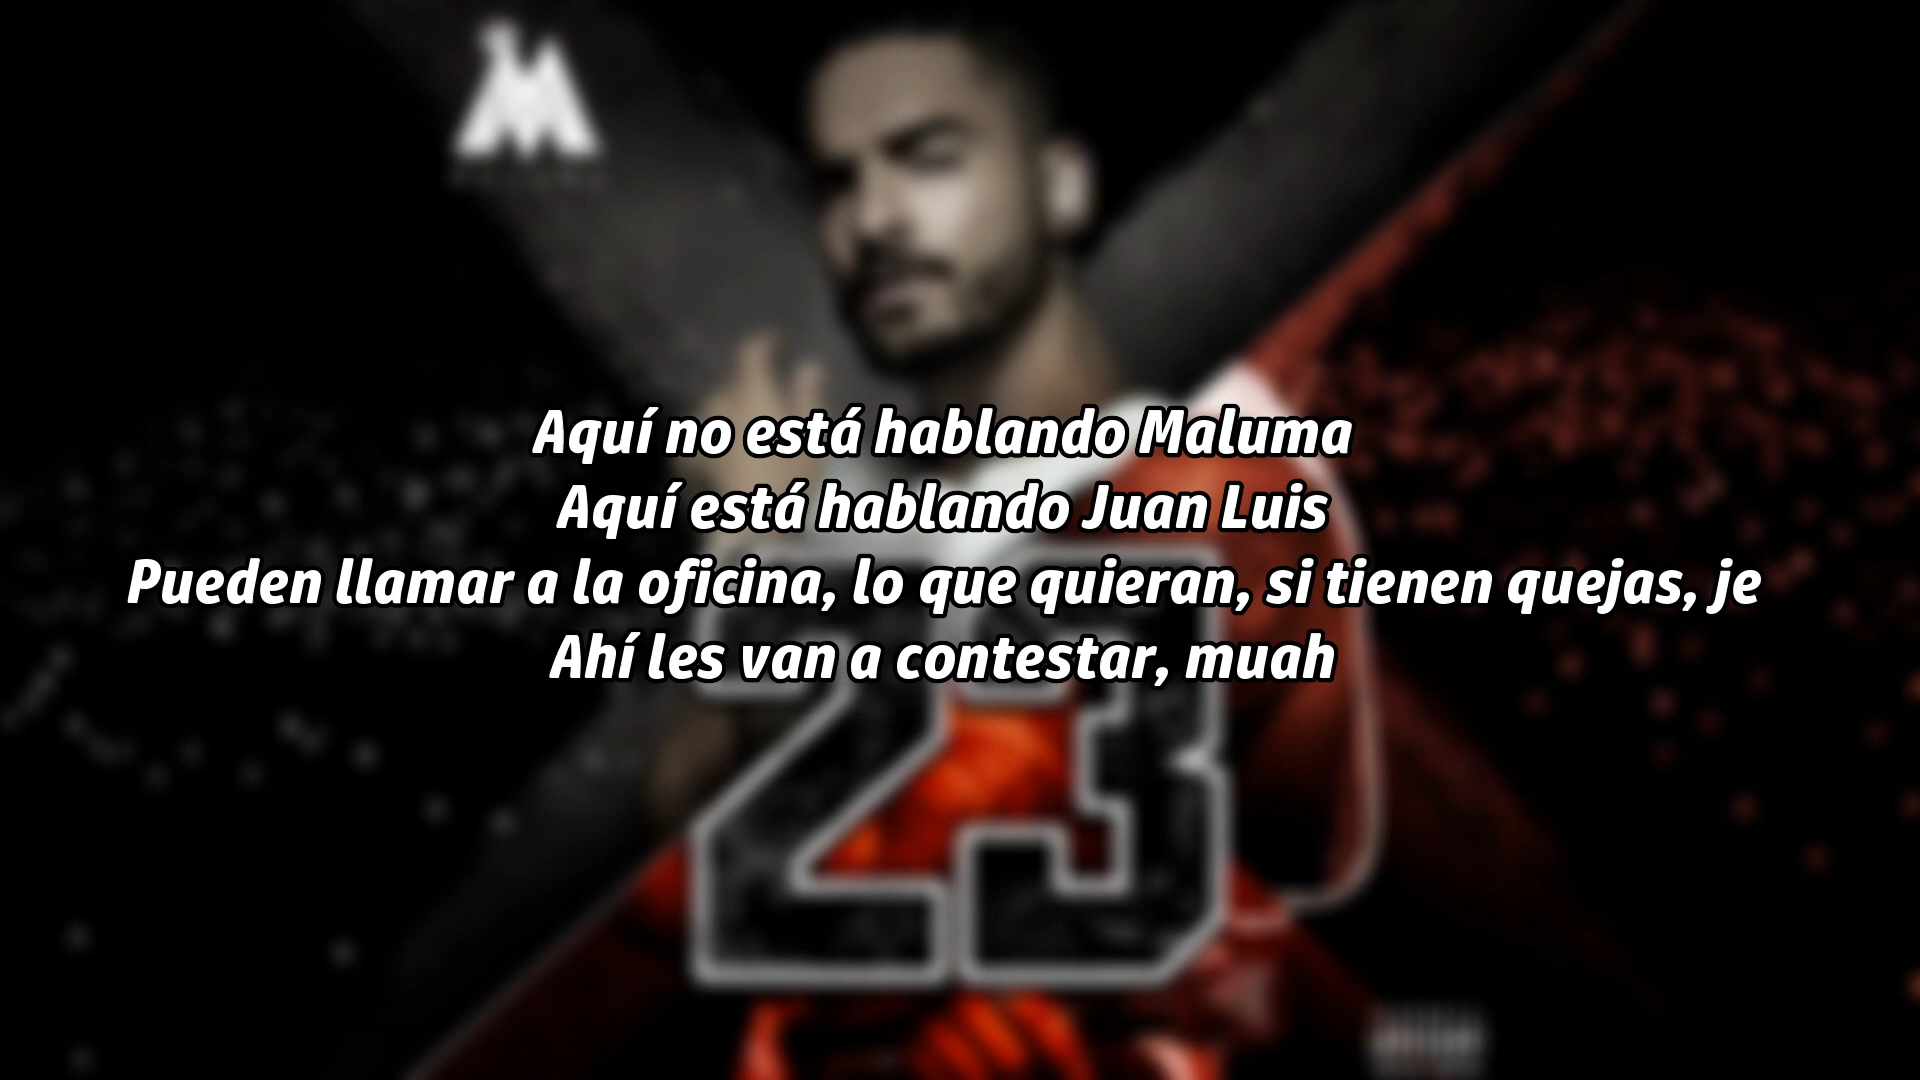 Aquí no está hablando Maluma
Aquí está hablando Juan Luis
Pueden llamar a la oficina, lo que quieran, si tienen quejas, je
Ahí les van a contestar, muah
23